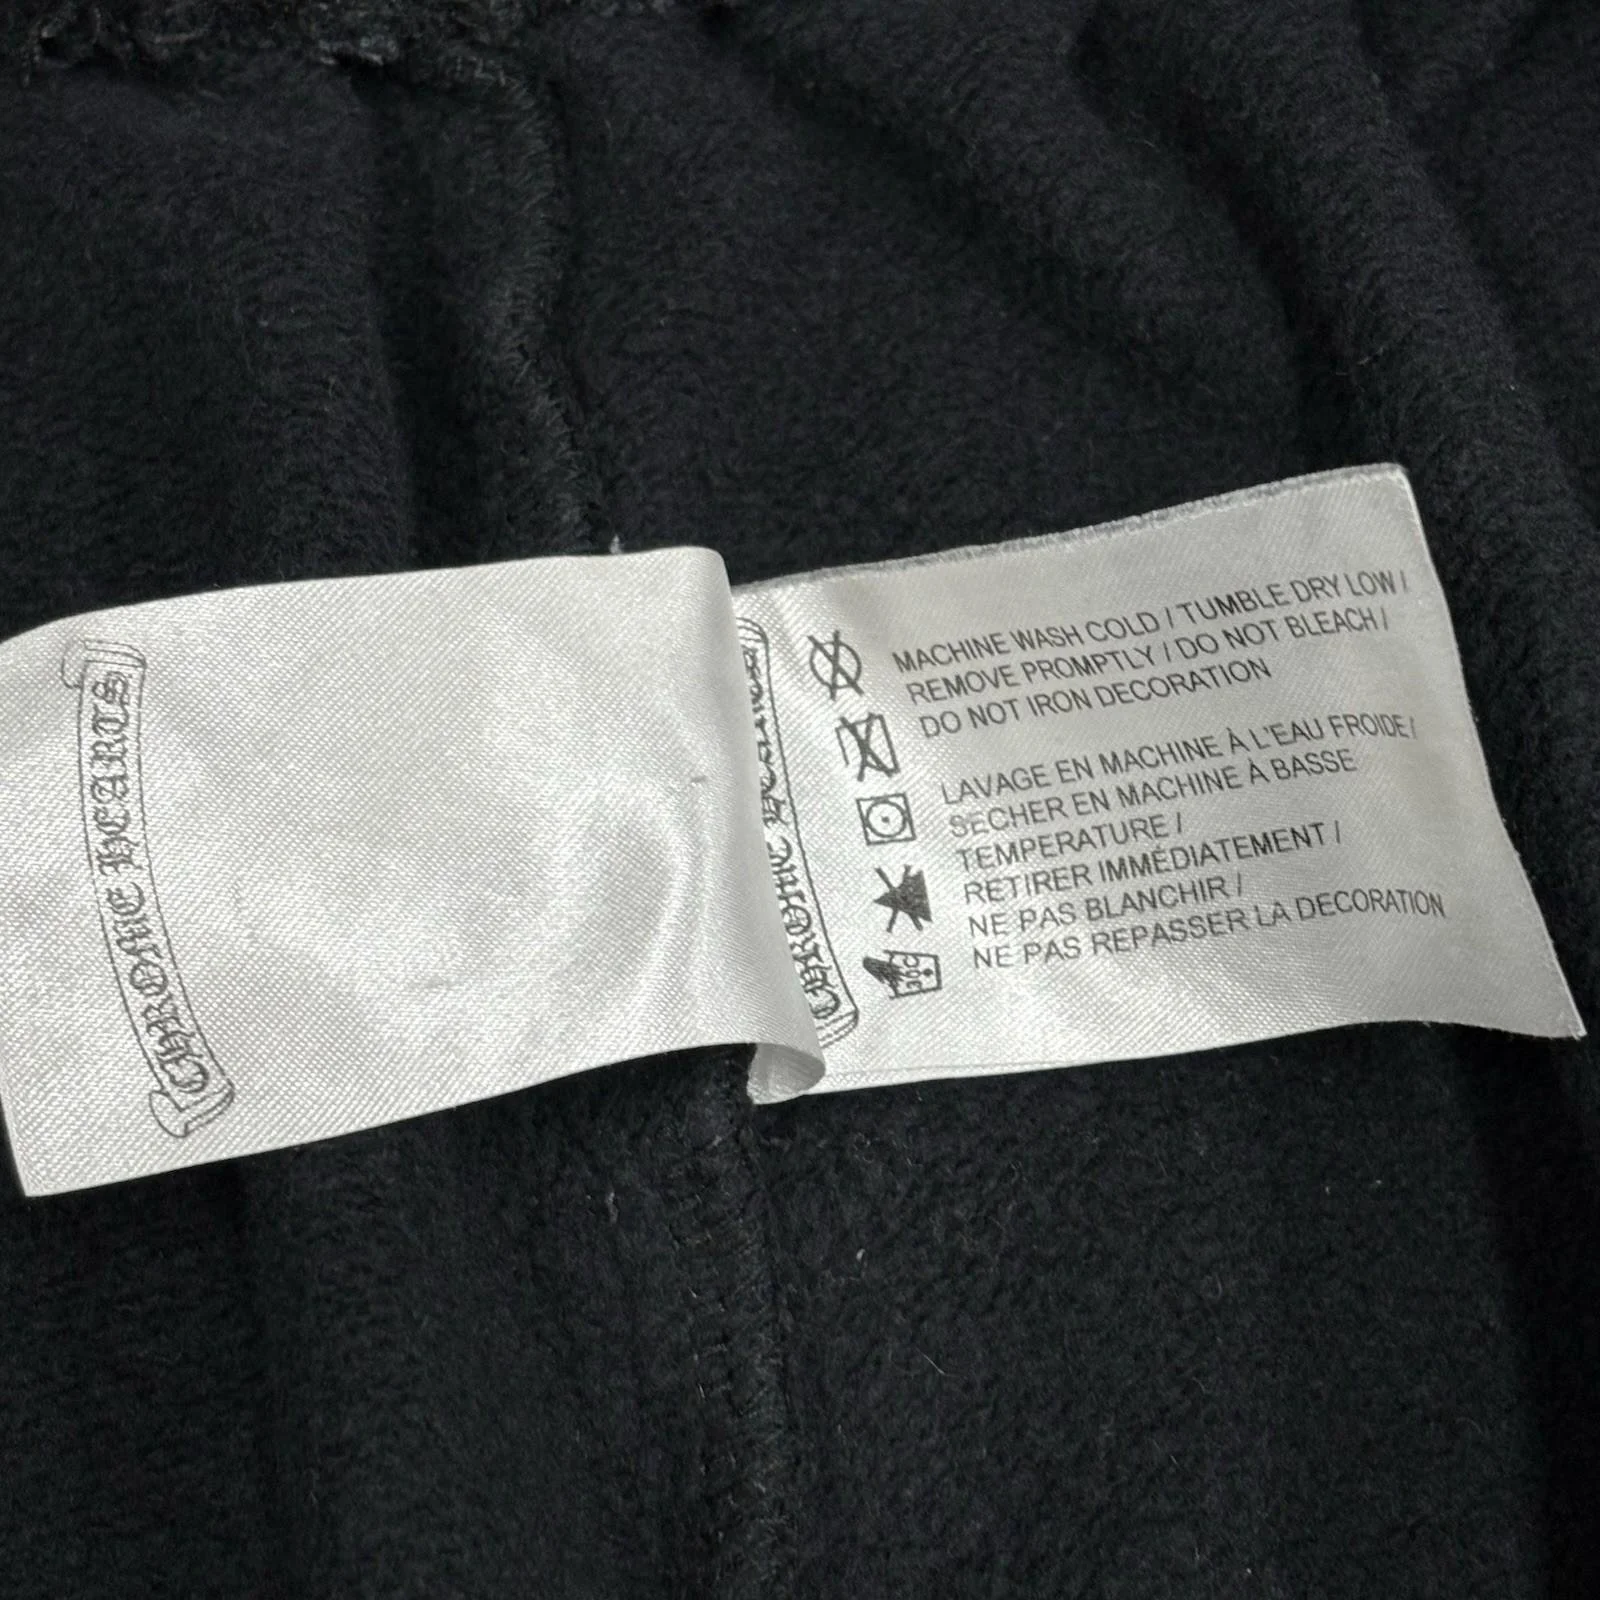 CHROME HEARTS
CHROME HEARTS
MACHINE WASH COLD / TUMBLE DRY LOW /
REMOVE PROMPTLY / DO NOT BLEACH /
DO NOT IRON DECORATION
LAVAGE EN MACHINE À L'EAU FROIDE /
SECHER EN MACHINE À BASSE
TEMPERATURE /
RETIRER IMMÉDIATEMENT /
NE PAS BLANCHIR /
NE PAS REPASSER LA DECORATION
30C